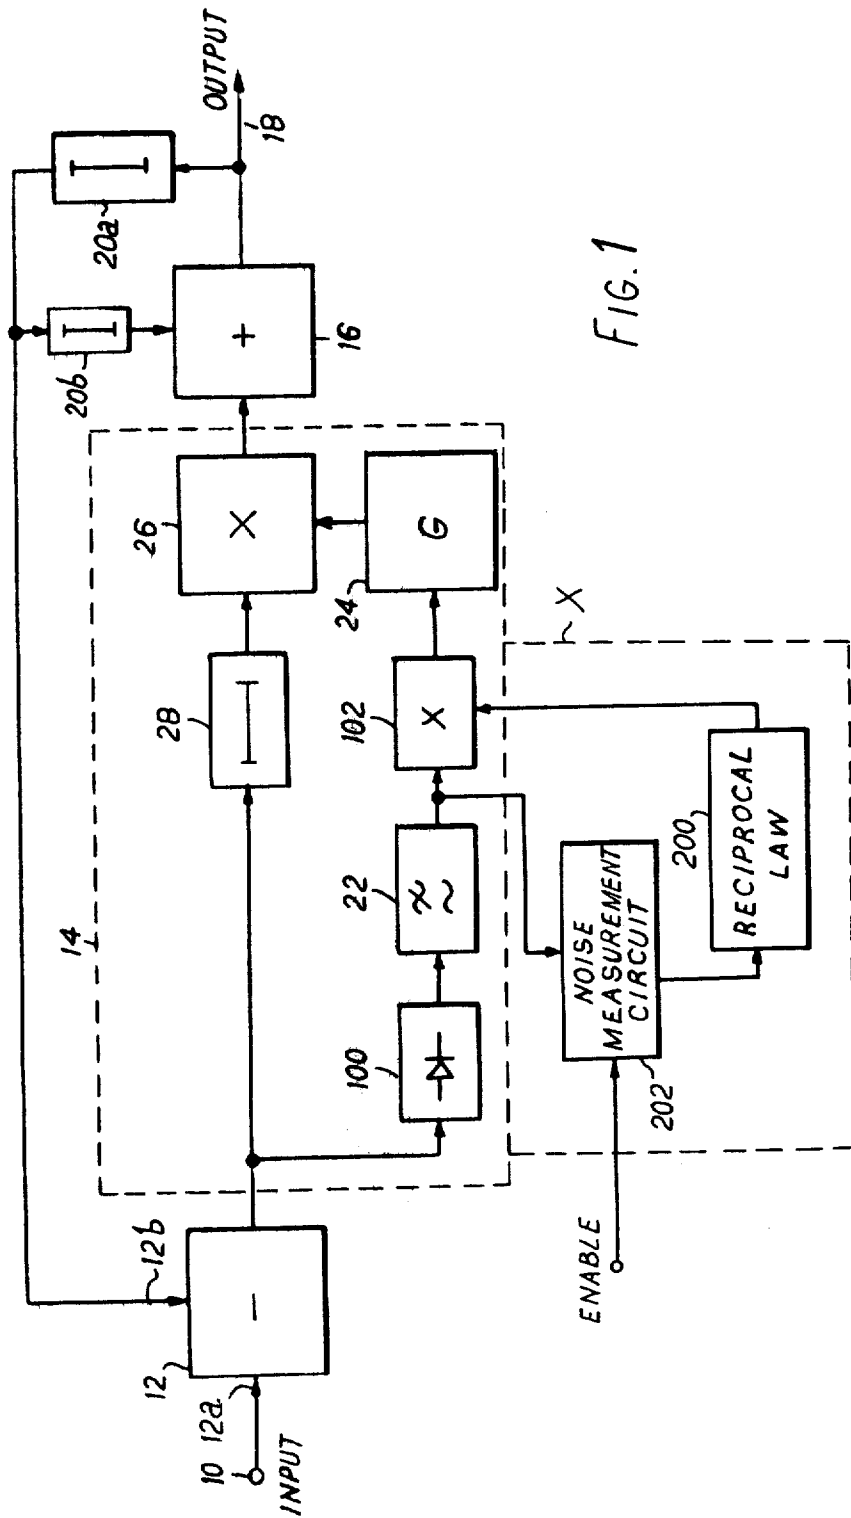 OUTPUT
18
20a
20b
16
14
26
X
+
28
24
G
102
X
22
100
X
12
12b
-
10
12a
INPUT
200
RECIPROCAL
LAW
NOISE
MEASUREMENT
CIRCUIT
202
ENABLE
FIG. 1